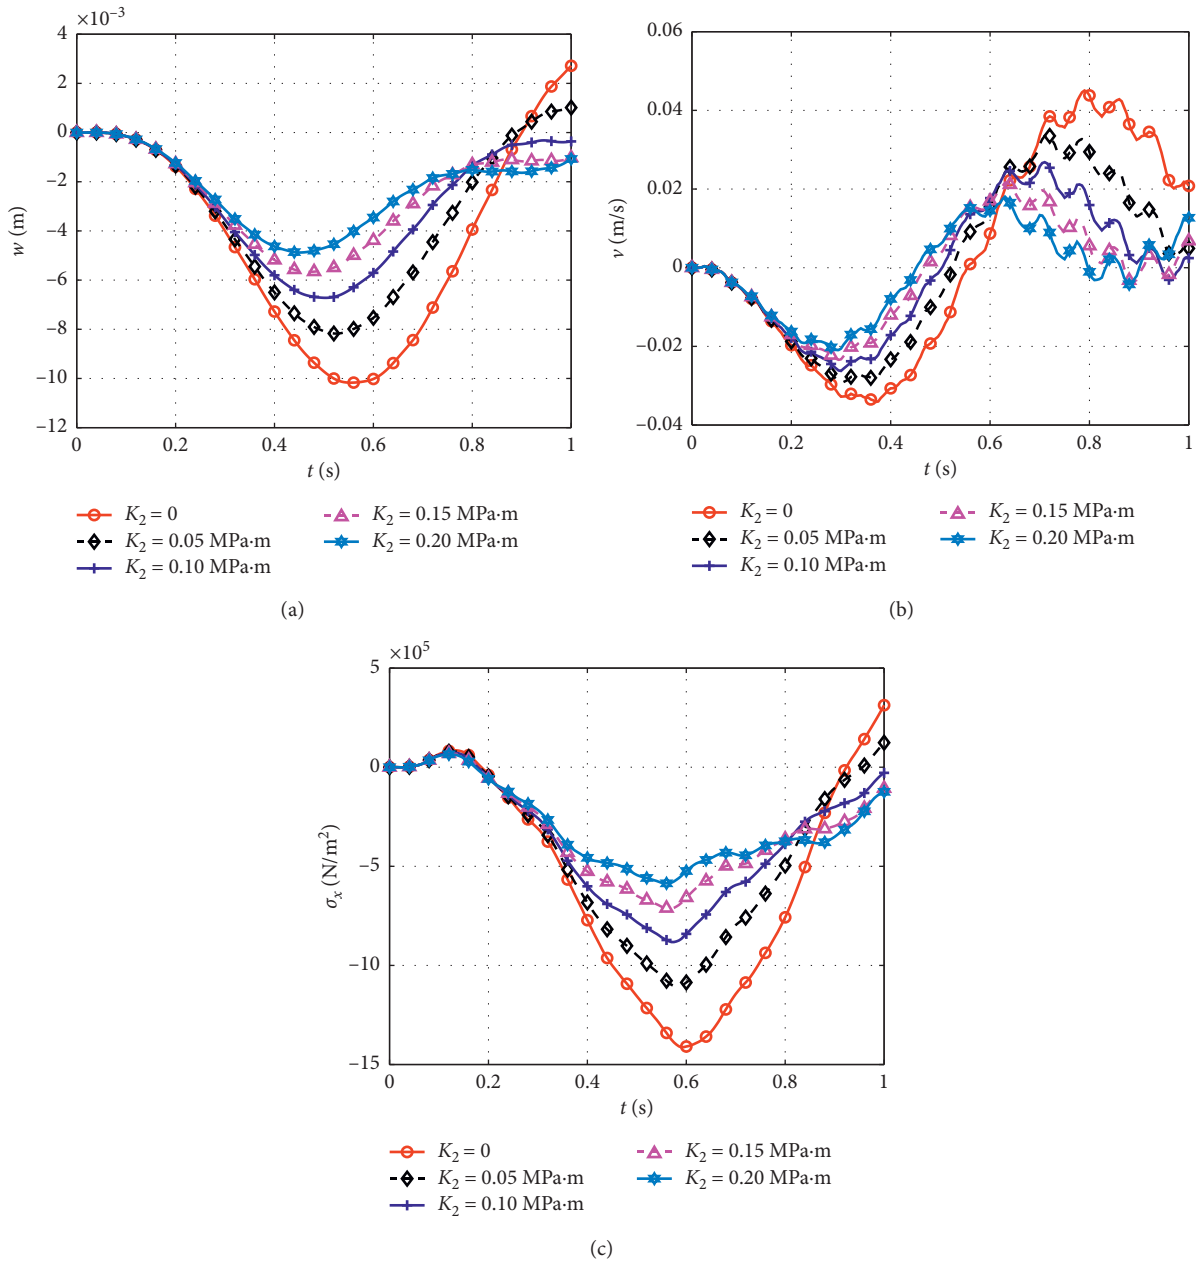 ×10⁻³
4
2
0
−2
−4
−6
−8
−10
−12
w (m)
0 0.2 0.4 0.6 0.8 1
t (s)
K₂ = 0
K₂ = 0.05 MPa·m
K₂ = 0.10 MPa·m
K₂ = 0.15 MPa·m
K₂ = 0.20 MPa·m
(a)
0.06
0.04
0.02
0
−0.02
−0.04
v (m/s)
0 0.2 0.4 0.6 0.8 1
t (s)
K₂ = 0
K₂ = 0.05 MPa·m
K₂ = 0.10 MPa·m
K₂ = 0.15 MPa·m
K₂ = 0.20 MPa·m
(b)
×10⁵
5
0
−5
−10
−15
σₓ (N/m²)
0 0.2 0.4 0.6 0.8 1
t (s)
K₂ = 0
K₂ = 0.05 MPa·m
K₂ = 0.10 MPa·m
K₂ = 0.15 MPa·m
K₂ = 0.20 MPa·m
(c)